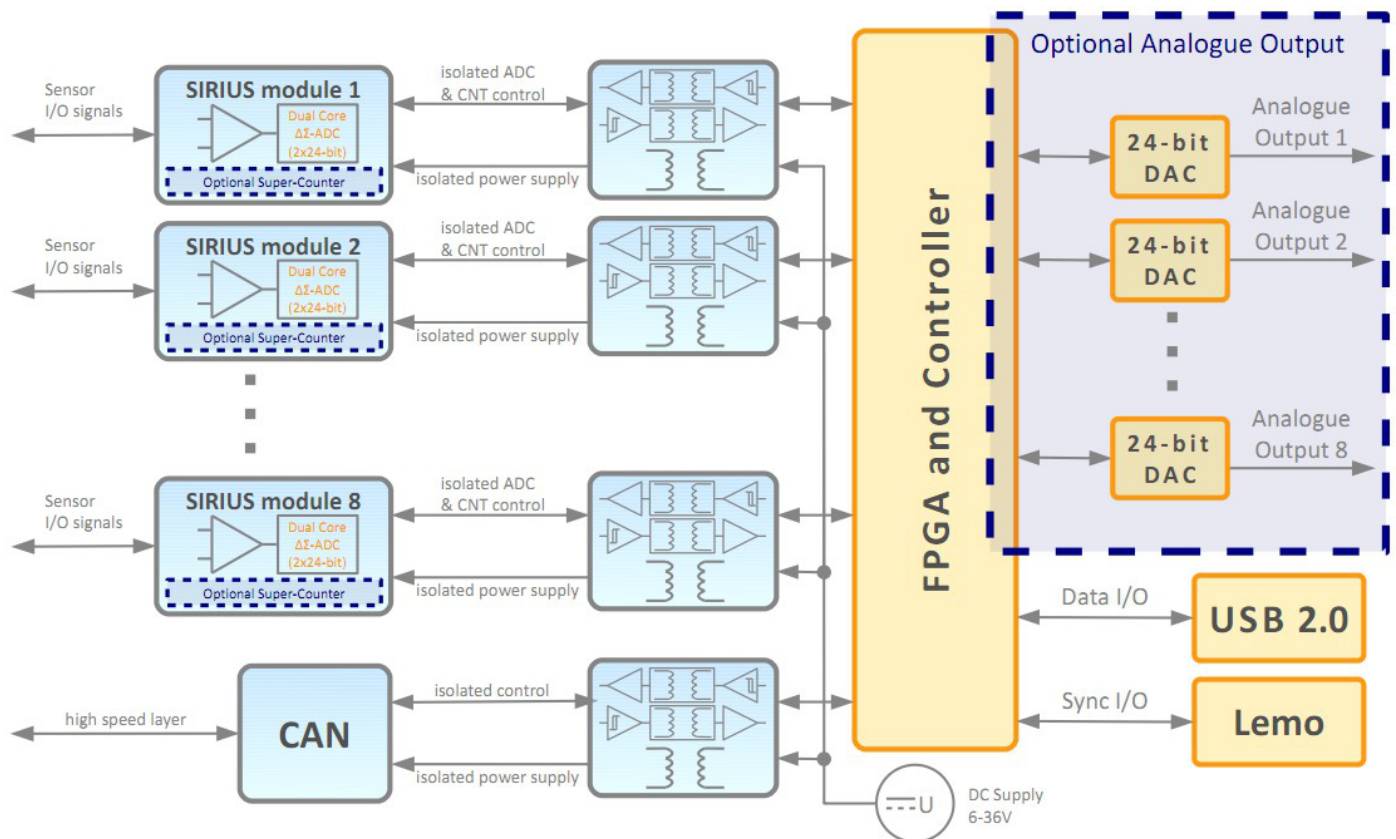 Optional Analogue Output
Sensor
I/O signals
SIRIUS module 1
Dual Core
ΔΣ-ADC
(2x24-bit)
Optional Super-Counter
isolated ADC
& CNT control
isolated power supply
24-bit
DAC
Analogue
Output 1
Sensor
I/O signals
SIRIUS module 2
Dual Core
ΔΣ-ADC
(2x24-bit)
Optional Super-Counter
isolated ADC
& CNT control
isolated power supply
24-bit
DAC
Analogue
Output 2
FPGA and Controller
Sensor
I/O signals
SIRIUS module 8
Dual Core
ΔΣ-ADC
(2x24-bit)
Optional Super-Counter
isolated ADC
& CNT control
isolated power supply
24-bit
DAC
Analogue
Output 8
Data I/O
USB 2.0
high speed layer
CAN
isolated control
isolated power supply
Sync I/O
Lemo
U
DC Supply
6-36V